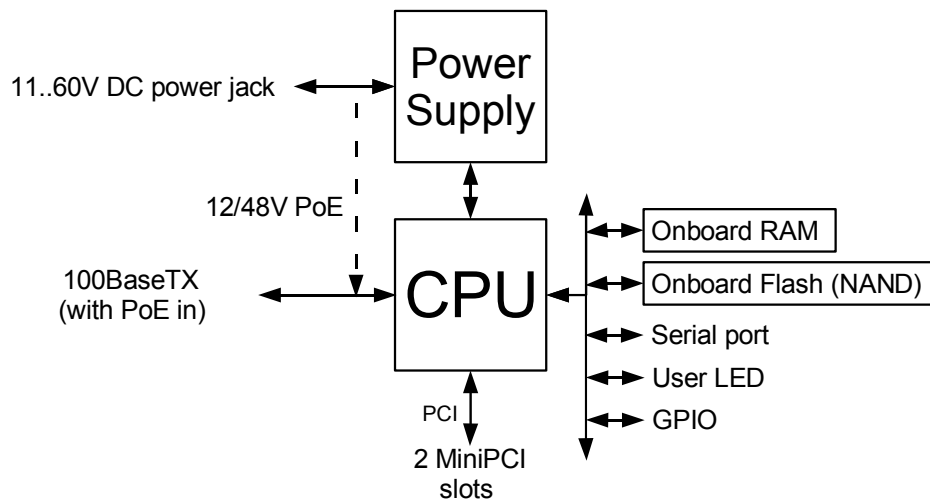 Power
Supply
11..60V DC power jack
12/48V PoE
100BaseTX
(with PoE in)
CPU
Onboard RAM
Onboard Flash (NAND)
Serial port
User LED
GPIO
PCI
2 MiniPCI
slots